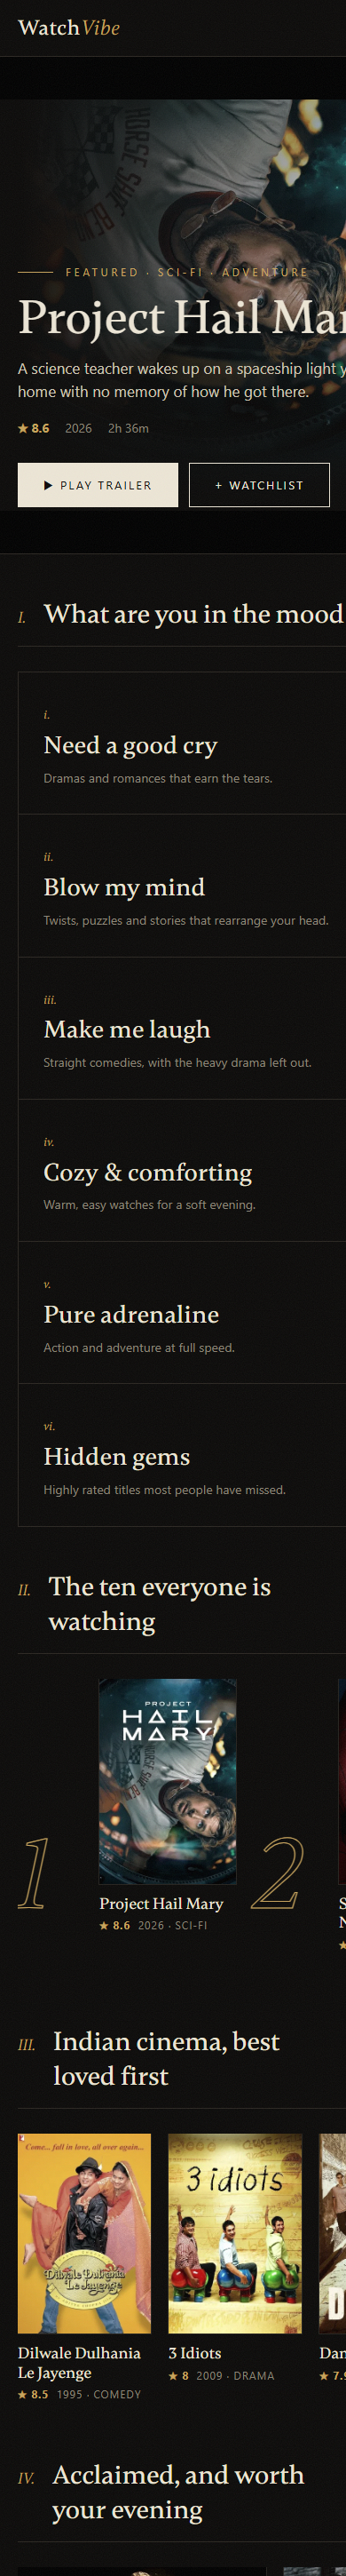 WatchVibe
FEATURED · SCI-FI · ADVENTURE
Project Hail Mar
A science teacher wakes up on a spaceship light y
home with no memory of how he got there.
★ 8.6 2026 2h 36m
▶ PLAY TRAILER
+ WATCHLIST
I. What are you in the mood
i.
Need a good cry
Dramas and romances that earn the tears.
ii.
Blow my mind
Twists, puzzles and stories that rearrange your head.
iii.
Make me laugh
Straight comedies, with the heavy drama left out.
iv.
Cozy & comforting
Warm, easy watches for a soft evening.
v.
Pure adrenaline
Action and adventure at full speed.
vi.
Hidden gems
Highly rated titles most people have missed.
II. The ten everyone is
watching
1
PROJECT
HAIL
MARY
Project Hail Mary
★ 8.6 2026 · SCI-FI
2
III. Indian cinema, best
loved first
Come... fall in love, all over again...
Dilwale Dulhania
Le Jayenge
Dilwale Dulhania
Le Jayenge
★ 8.5 1995 · COMEDY
3 idiots
3 Idiots
★ 8 2009 · DRAMA
D
Dan
★ 7.9
IV. Acclaimed, and worth
your evening